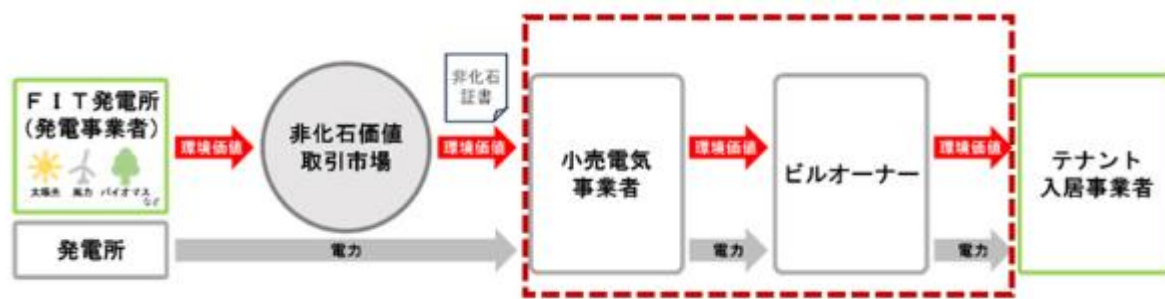 FIT発電所
(発電事業者)
太陽光 風力 バイオマス
など
発電所
環境価値
非化石価値
取引市場
非化石
証書
環境価値
電力
小売電気
事業者
環境価値
電力
ビルオーナー
環境価値
電力
テナント
入居事業者